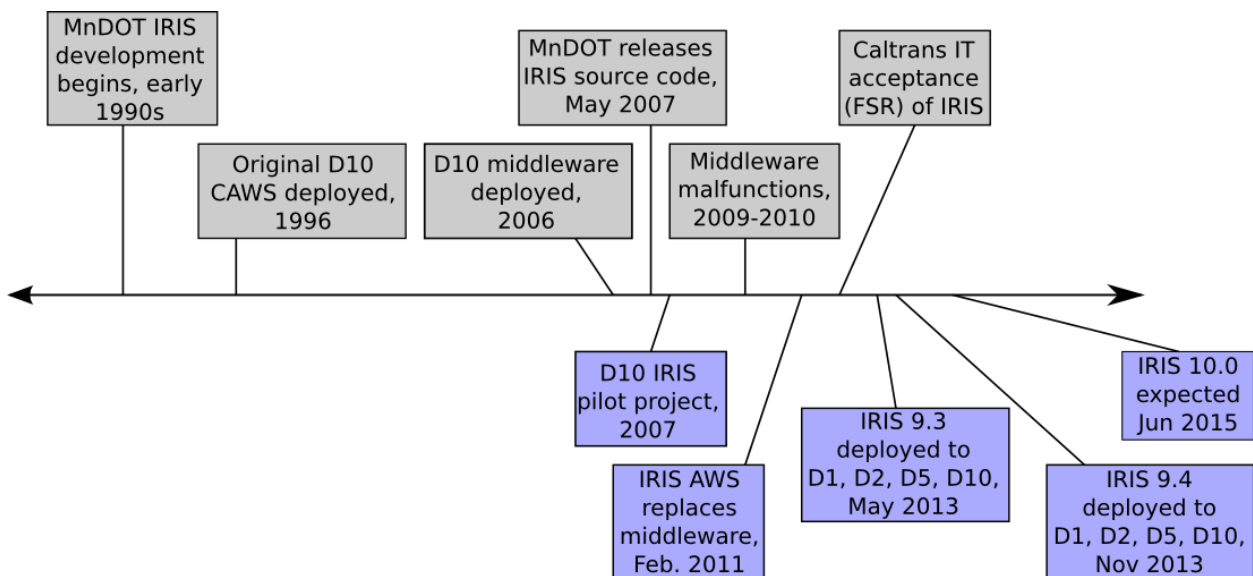 MnDOT IRIS
development
begins, early
1990s
Original D10
CAWS deployed,
1996
D10 middleware
deployed,
2006
MnDOT releases
IRIS source code,
May 2007
Middleware
malfunctions,
2009-2010
Caltrans IT
acceptance
(FSR) of IRIS
D10 IRIS
pilot project,
2007
IRIS AWS
replaces
middleware,
Feb. 2011
IRIS 9.3
deployed to
D1, D2, D5, D10,
May 2013
IRIS 9.4
deployed to
D1, D2, D5, D10,
Nov 2013
IRIS 10.0
expected
Jun 2015